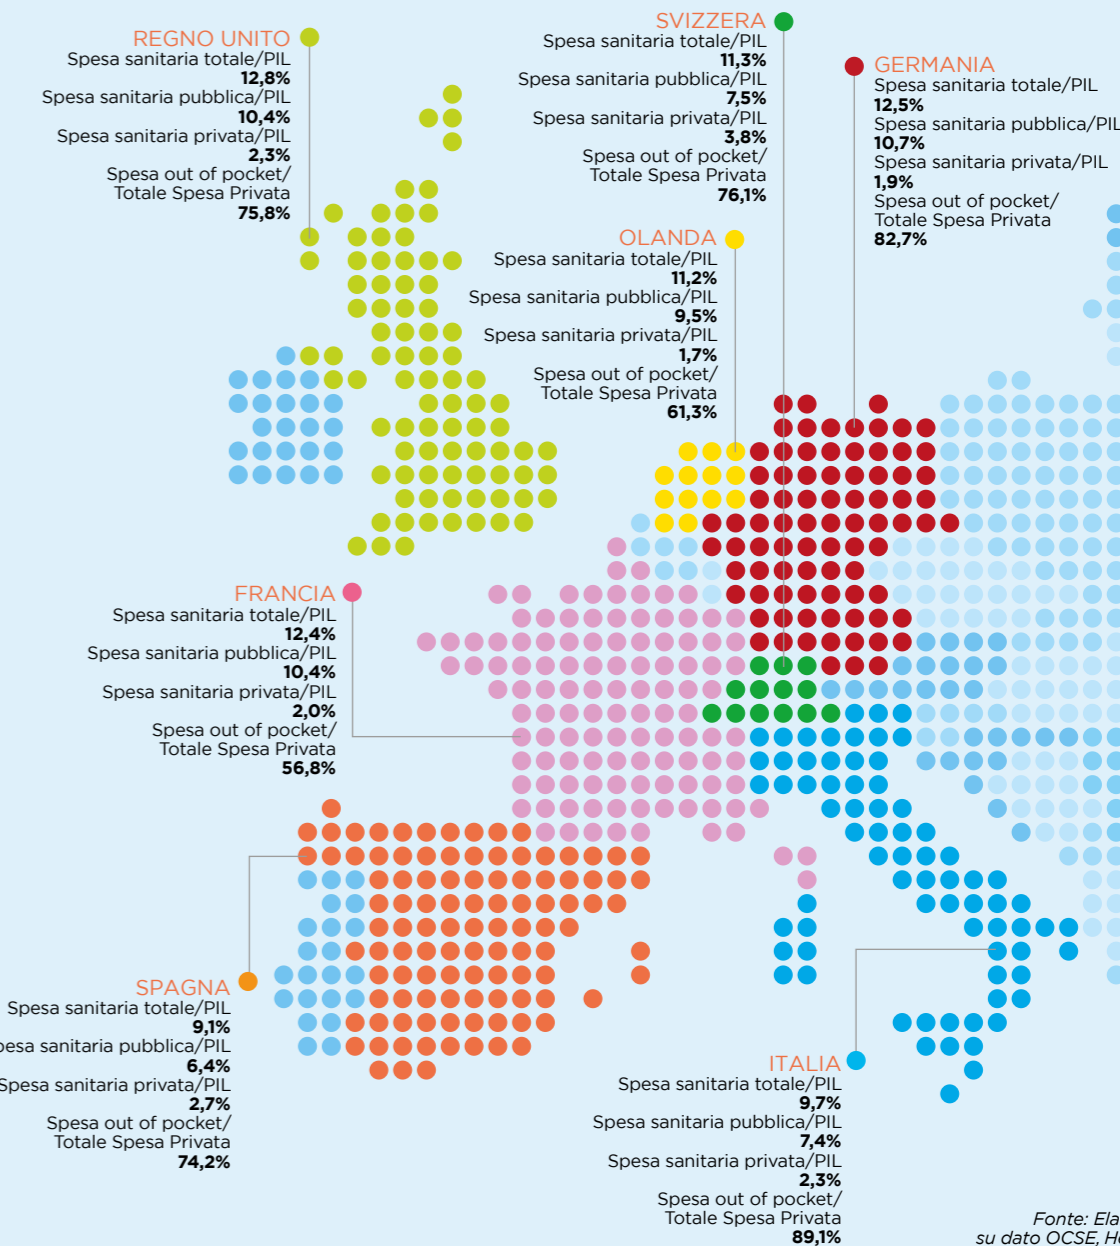 REGNO UNITO
Spesa sanitaria totale/PIL
12,8%
Spesa sanitaria pubblica/PIL
10,4%
Spesa sanitaria privata/PIL
2,3%
Spesa out of pocket/
Totale Spesa Privata
75,8%
SVIZZERA
Spesa sanitaria totale/PIL
11,3%
Spesa sanitaria pubblica/PIL
7,5%
Spesa sanitaria privata/PIL
3,8%
Spesa out of pocket/
Totale Spesa Privata
76,1%
GERMANIA
Spesa sanitaria totale/PIL
12,5%
Spesa sanitaria pubblica/PIL
10,7%
Spesa sanitaria privata/PIL
1,9%
Spesa out of pocket/
Totale Spesa Privata
82,7%
OLANDA
Spesa sanitaria totale/PIL
11,2%
Spesa sanitaria pubblica/PIL
9,5%
Spesa sanitaria privata/PIL
1,7%
Spesa out of pocket/
Totale Spesa Privata
61,3%
FRANCIA
Spesa sanitaria totale/PIL
12,4%
Spesa sanitaria pubblica/PIL
10,4%
Spesa sanitaria privata/PIL
2,0%
Spesa out of pocket/
Totale Spesa Privata
56,8%
SPAGNA
Spesa sanitaria totale/PIL
9,1%
pesa sanitaria pubblica/PIL
6,4%
Spesa sanitaria privata/PIL
2,7%
Spesa out of pocket/
Totale Spesa Privata
74,2%
ITALIA
Spesa sanitaria totale/PIL
9,7%
Spesa sanitaria pubblica/PIL
7,4%
Spesa sanitaria privata/PIL
2,3%
Spesa out of pocket/
Totale Spesa Privata
89,1%
Fonte: Ela
su dato OCSE, He